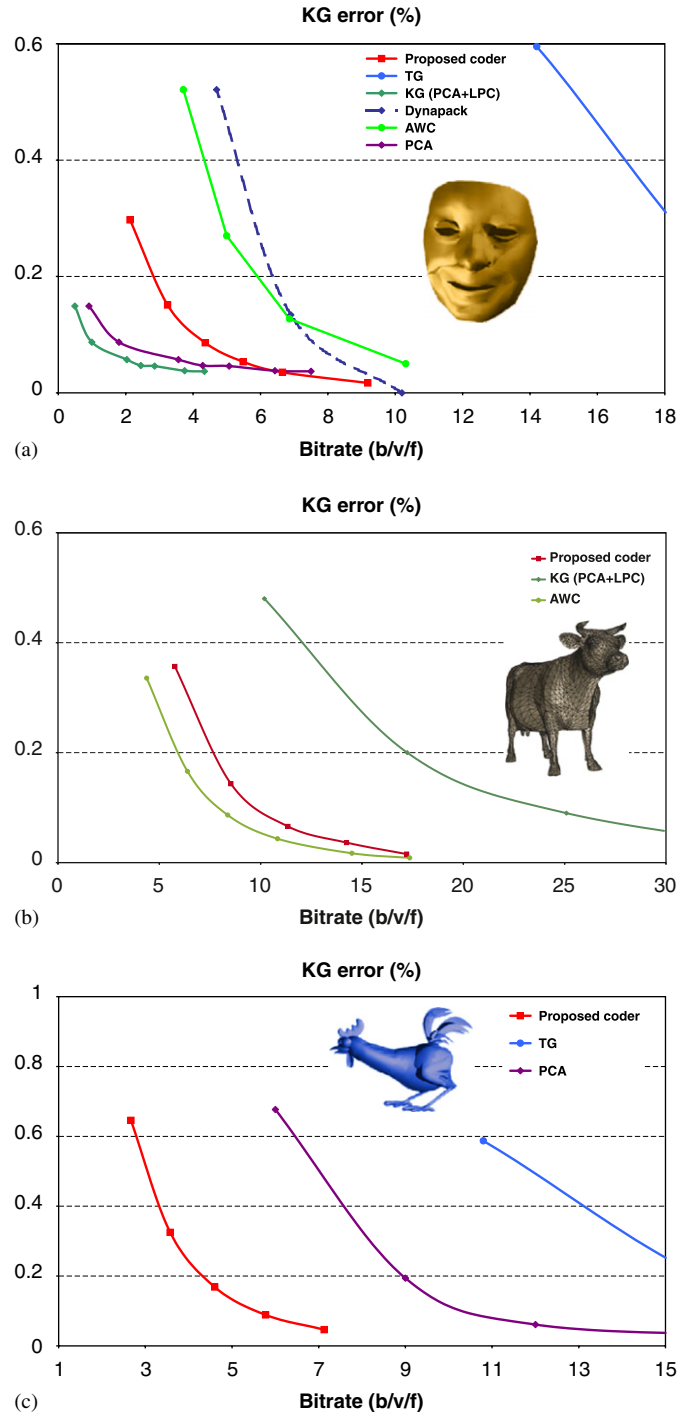 KG error (%)
0.6
0.4
0.2
0
Proposed coder
TG
KG (PCA+LPC)
Dynapack
AWC
PCA
0 2 4 6 8 10 12 14 16 18
(a)
Bitrate (b/v/f)
KG error (%)
0.6
0.4
0.2
0
Proposed coder
KG (PCA+LPC)
AWC
0 5 10 15 20 25 30
(b)
Bitrate (b/v/f)
KG error (%)
1
0.8
0.6
0.4
0.2
0
Proposed coder
TG
PCA
1 3 5 7 9 11 13 15
(c)
Bitrate (b/v/f)